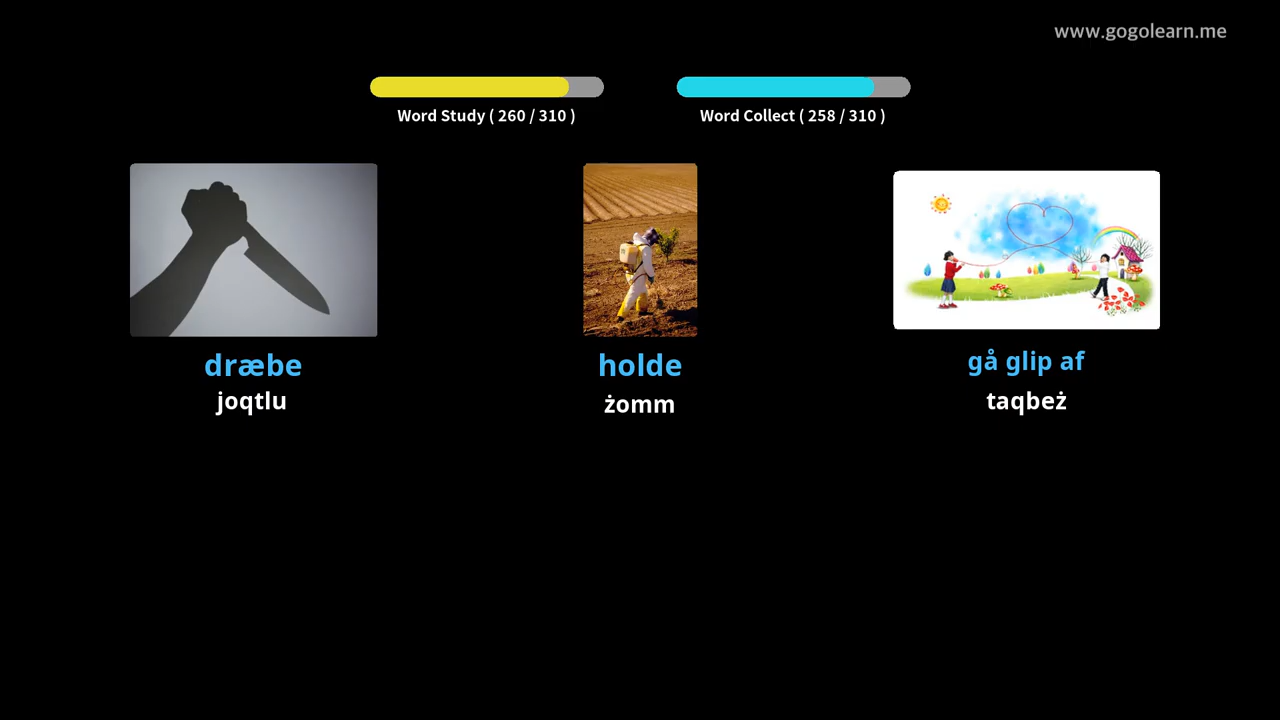 www.gogolearn.me
Word Study ( 260 / 310 )
Word Collect ( 258 / 310 )
dræbe
joqtlu
holde
żomm
gå glip af
taqbeż